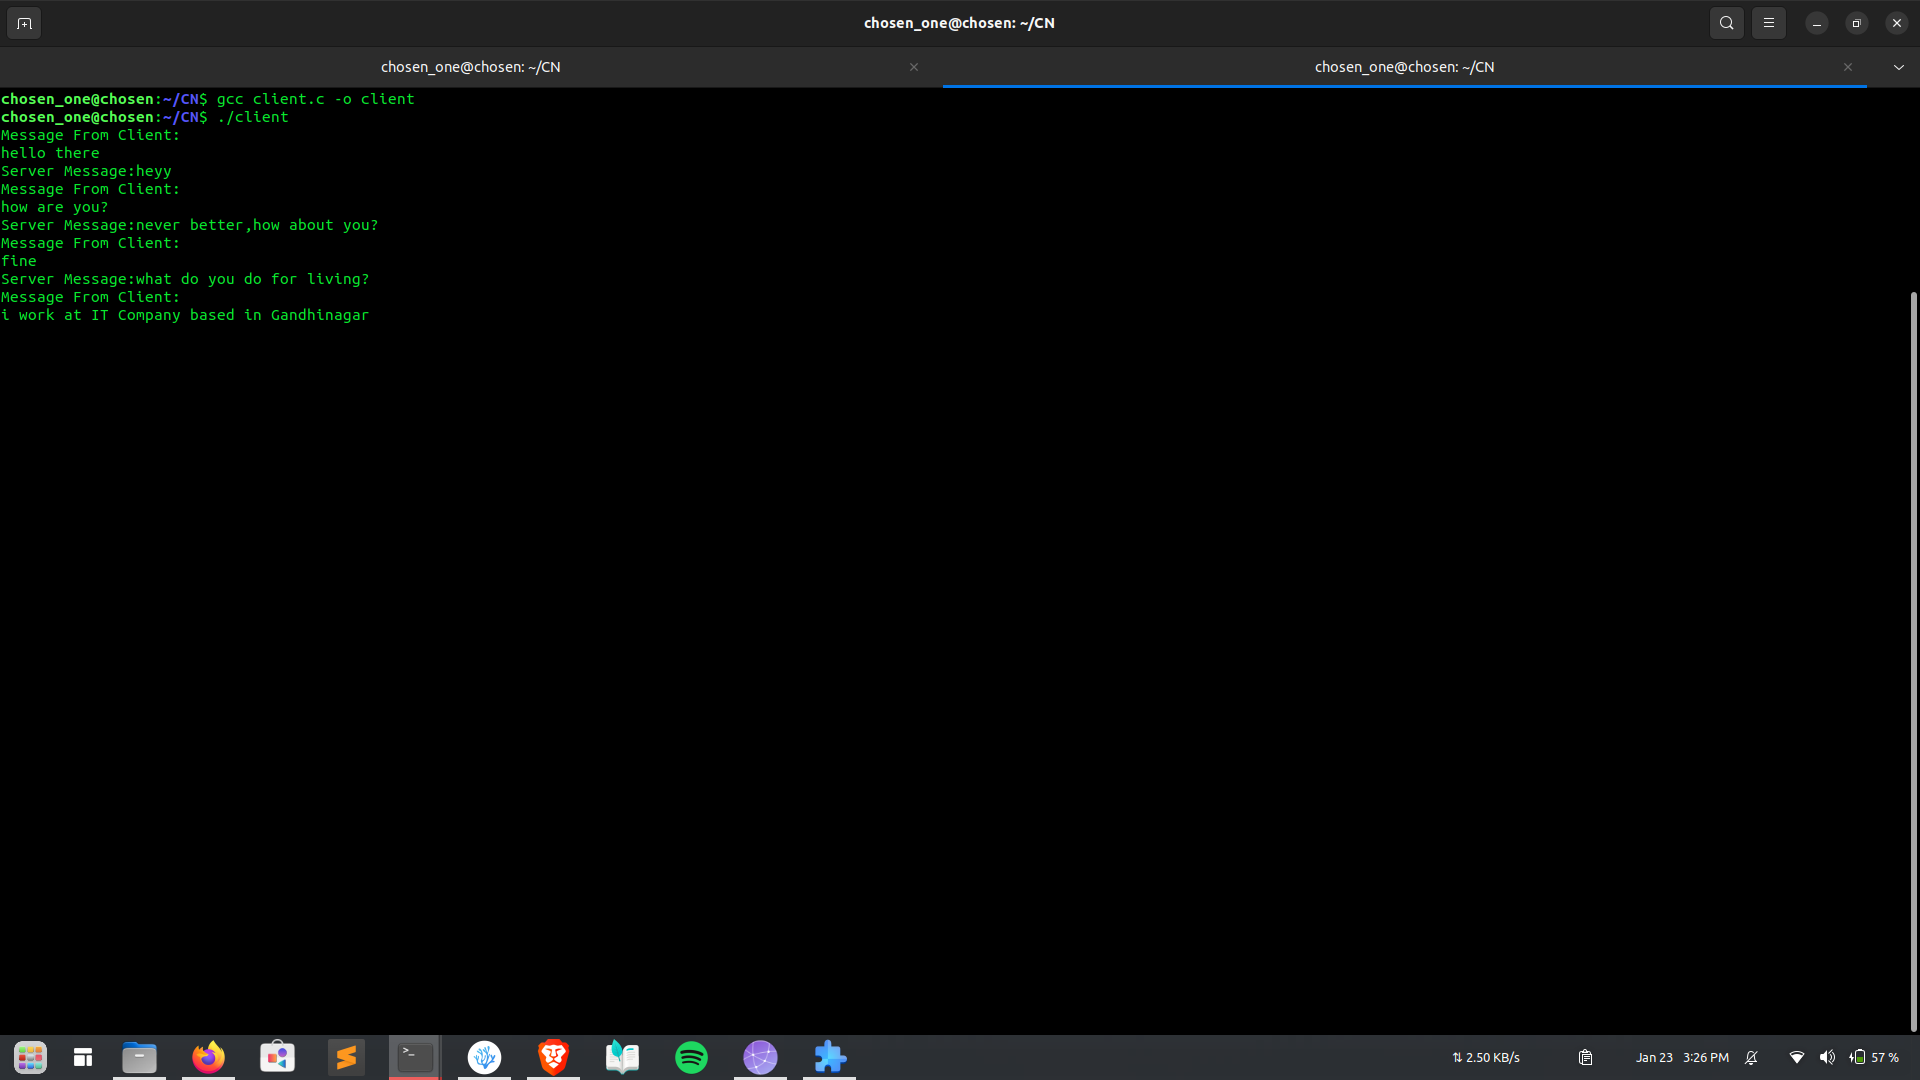 chosen_one@chosen: ~/CN
chosen_one@chosen: ~/CN
chosen_one@chosen: ~/CN
chosen_one@chosen:~/CN$ gcc client.c -o client
chosen_one@chosen:~/CN$ ./client
Message From Client:
hello there
Server Message:heyy
Message From Client:
how are you?
Server Message:never better,how about you?
Message From Client:
fine
Server Message:what do you do for living?
Message From Client:
i work at IT Company based in Gandhinagar
2.50 KB/s
Jan 23 3:26 PM
57 %